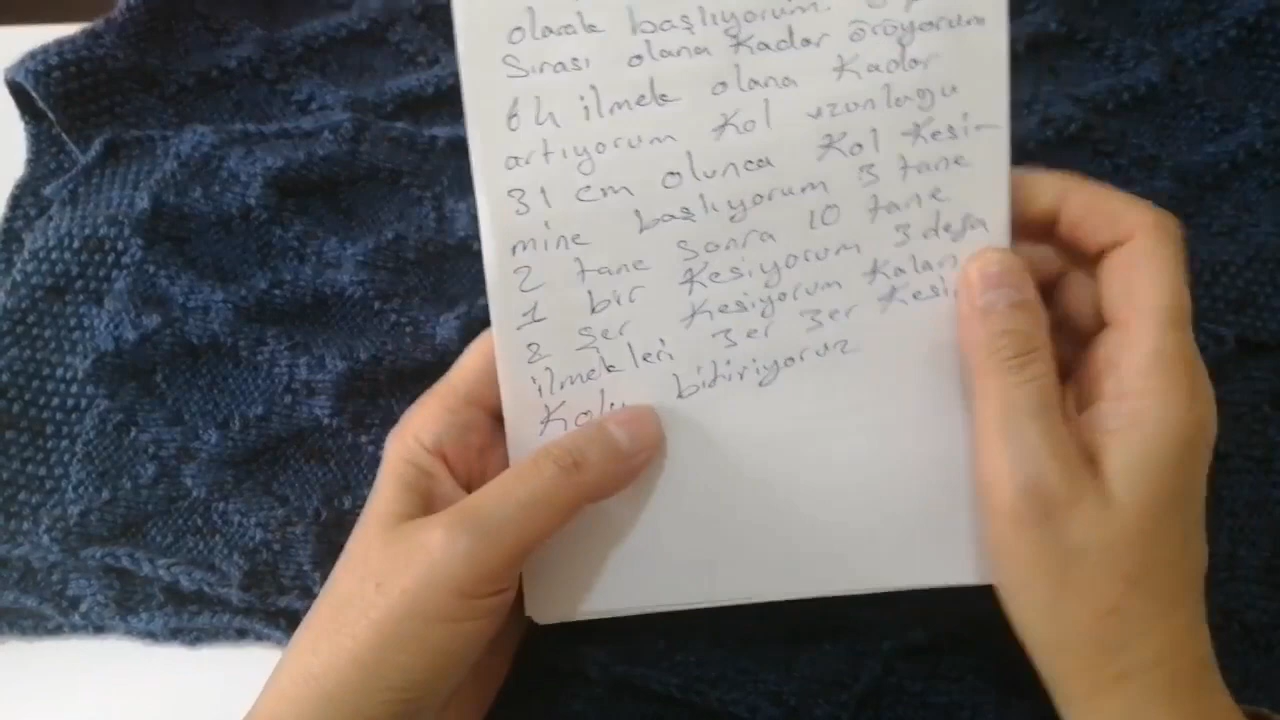 olarak başlıyorum.
Sırası olana kadar örüyorum
64 ilmek olana kadar
artıyorum kol uzunlugu
31 cm olunca kol kesi-
mine başlıyorum 3 tane
2 tane sonra 10 tane
1 bir kesiyorum 3 defa
2 şer kesiyorum kalan
ilmekleri 3er 3er kesi
bitiriyoruz